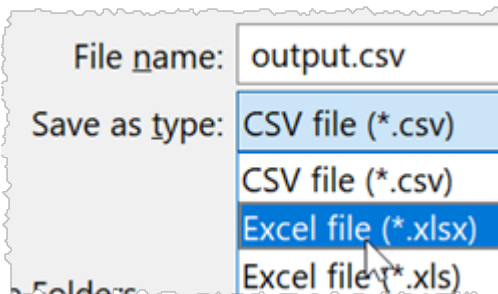 File name: output.csv
Save as type: CSV file (*.csv)
CSV file (*.csv)
Excel file (*.xlsx)
Excel file (*.xls)
Folders